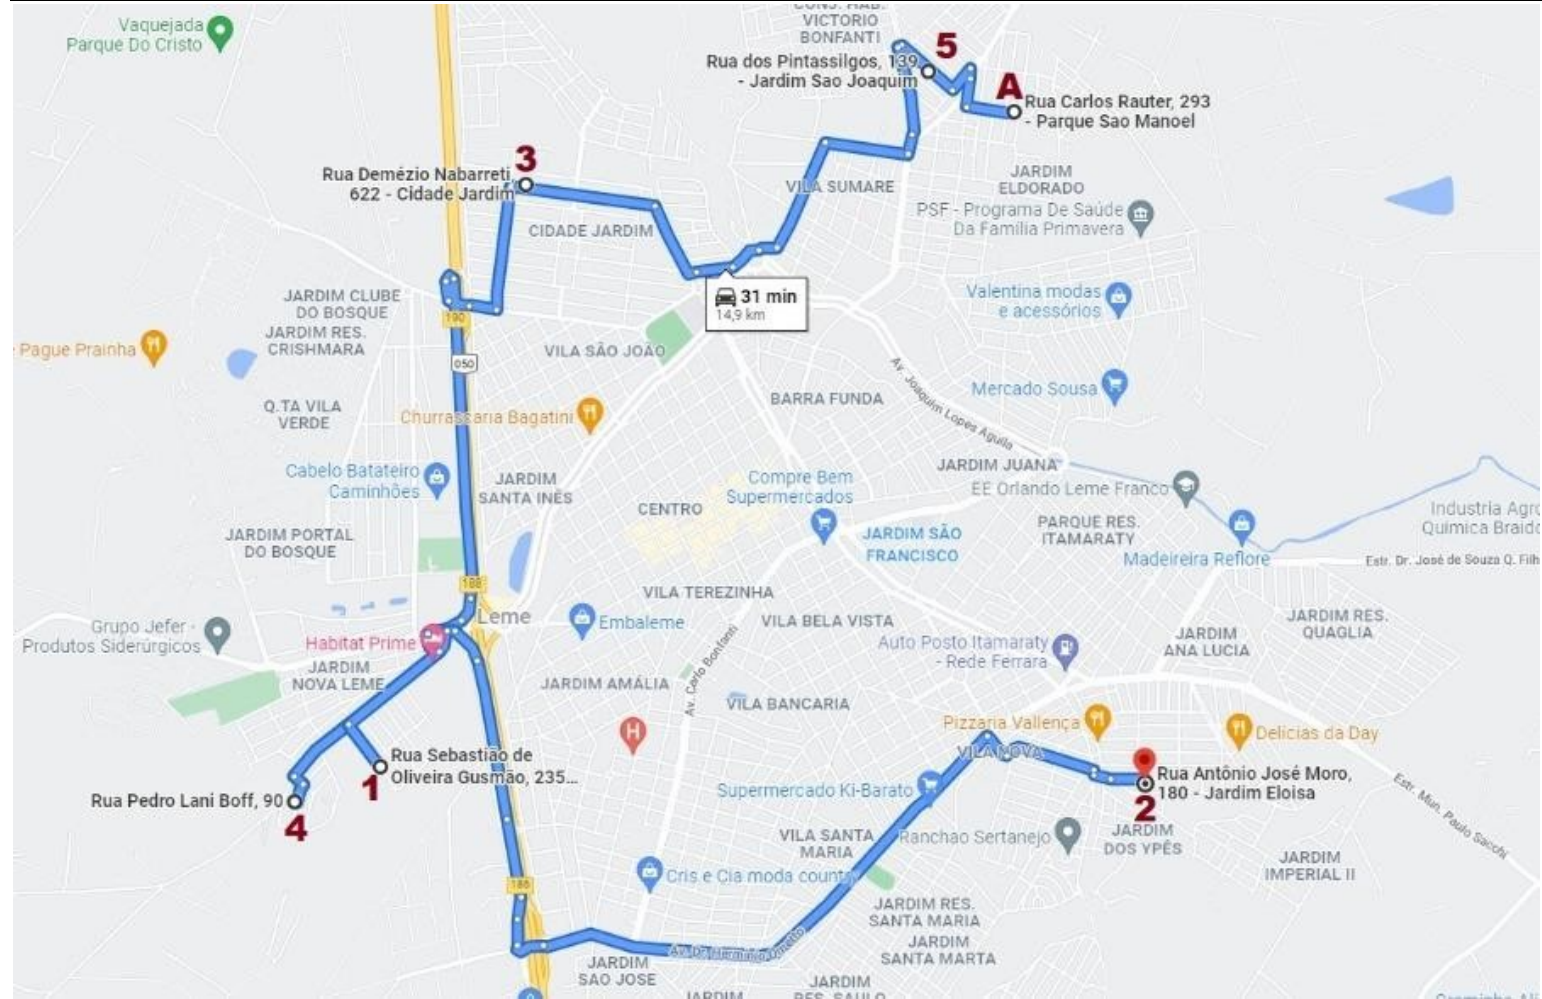 CONJ. HAB.
VICTORIO
BONFANTI
Vaquejada
Parque Do Cristo
5
Rua dos Pintassilgos, 139
- Jardim Sao Joaquim
A
Rua Carlos Rauter, 293
- Parque Sao Manoel
3
Rua Demézio Nabarreti,
622 - Cidade Jardim
JARDIM
ELDORADO
VILA SUMARE
PSF - Programa De Saúde
Da Família Primavera
CIDADE JARDIM
31 min
14,9 km
JARDIM CLUBE
DO BOSQUE
190
Valentina modas
e acessórios
JARDIM RES.
CRISHMARA
Pague Prainha
VILA SÃO JOÃO
050
Mercado Sousa
Av. Joaquim Lopes Aguila
BARRA FUNDA
Q.TA VILA
VERDE
Churrascaria Bagatini
Cabelo Batateiro
Caminhões
JARDIM
SANTA INÊS
JARDIM JUANA
Compre Bem
Supermercados
EE Orlando Leme Franco
CENTRO
JARDIM SÃO
FRANCISCO
PARQUE RES.
ITAMARATY
Industria Agro
Química Braido
JARDIM PORTAL
DO BOSQUE
Madeireira Reflore
Estr. Dr. José de Souza Q. Filh
188
VILA TEREZINHA
Leme
Embaleme
VILA BELA VISTA
JARDIM RES.
QUAGLIA
Grupo Jefer -
Produtos Siderúrgicos
Habitat Prime
Auto Posto Itamaraty
- Rede Ferrara
JARDIM
ANA LUCIA
JARDIM
NOVA LEME
JARDIM AMÁLIA
Av. Carlo Bonfanti
VILA BANCARIA
H
Pizzaria Vallença
Delícias da Day
VILA NOVA
Rua Sebastião de
Oliveira Gusmão, 235...
1
Rua Antônio José Moro,
180 - Jardim Eloisa
2
Supermercado Ki-Barato
Rua Pedro Lani Boff, 90
4
Estr. Mun. Paulo Sacchi
VILA SANTA
MARIA
Ranchao Sertanejo
JARDIM
DOS YPÊS
JARDIM
IMPERIAL II
186
Cris e Cia moda country
JARDIM RES.
SANTA MARIA
JARDIM
SANTA MARTA
JARDIM
SAO JOSE
JARDIM
JARDIM
RES. SAULO